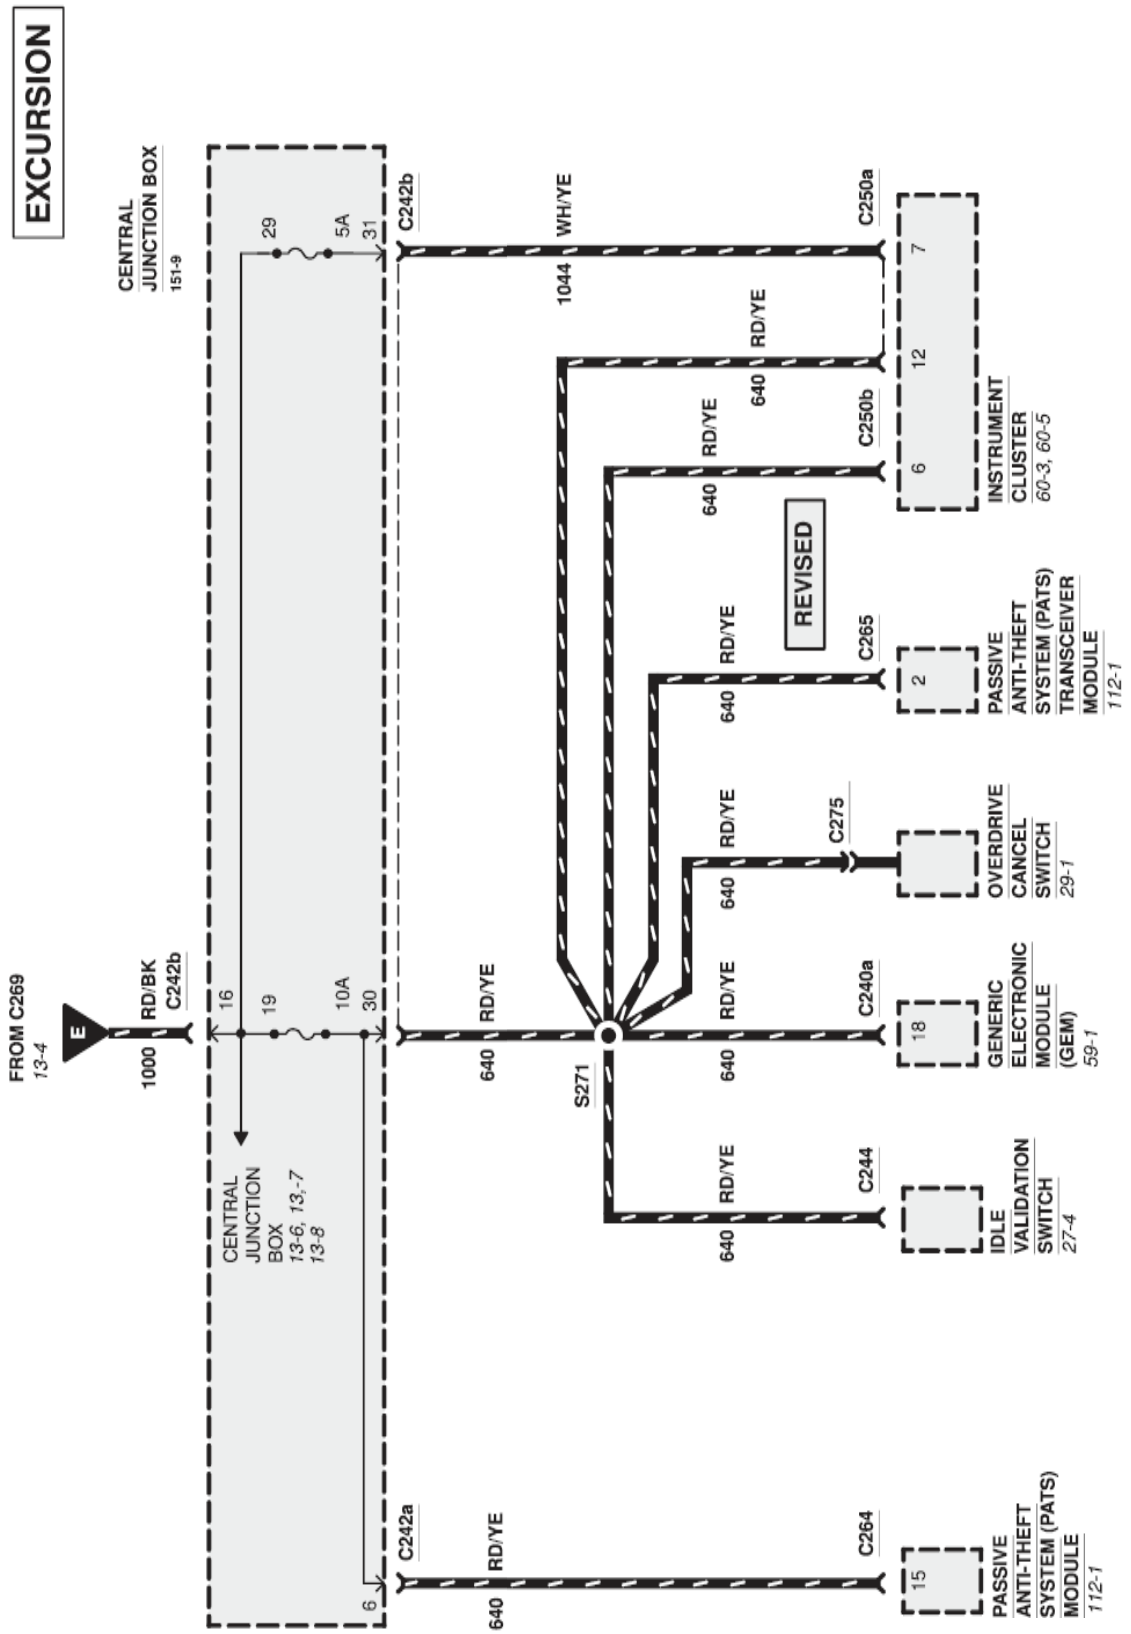 EXCURSION
FROM C269
13-4
E
1000
RD/BK
C242b
CENTRAL
JUNCTION BOX
151-9
16
19
10A
30
29
5A
31
CENTRAL
JUNCTION
BOX
13-6, 13,-7
13-8
6
C242a
C242b
640
RD/YE
640
RD/YE
1044
WH/YE
S271
640
RD/YE
640
RD/YE
640
RD/YE
640
RD/YE
640
RD/YE
640
RD/YE
REVISED
C264
C244
C240a
C275
C265
C250b
C250a
15
18
2
6
12
7
PASSIVE
ANTI-THEFT
SYSTEM (PATS)
MODULE
112-1
IDLE
VALIDATION
SWITCH
27-4
GENERIC
ELECTRONIC
MODULE
(GEM)
59-1
OVERDRIVE
CANCEL
SWITCH
29-1
PASSIVE
ANTI-THEFT
SYSTEM (PATS)
TRANSCEIVER
MODULE
112-1
INSTRUMENT
CLUSTER
60-3, 60-5